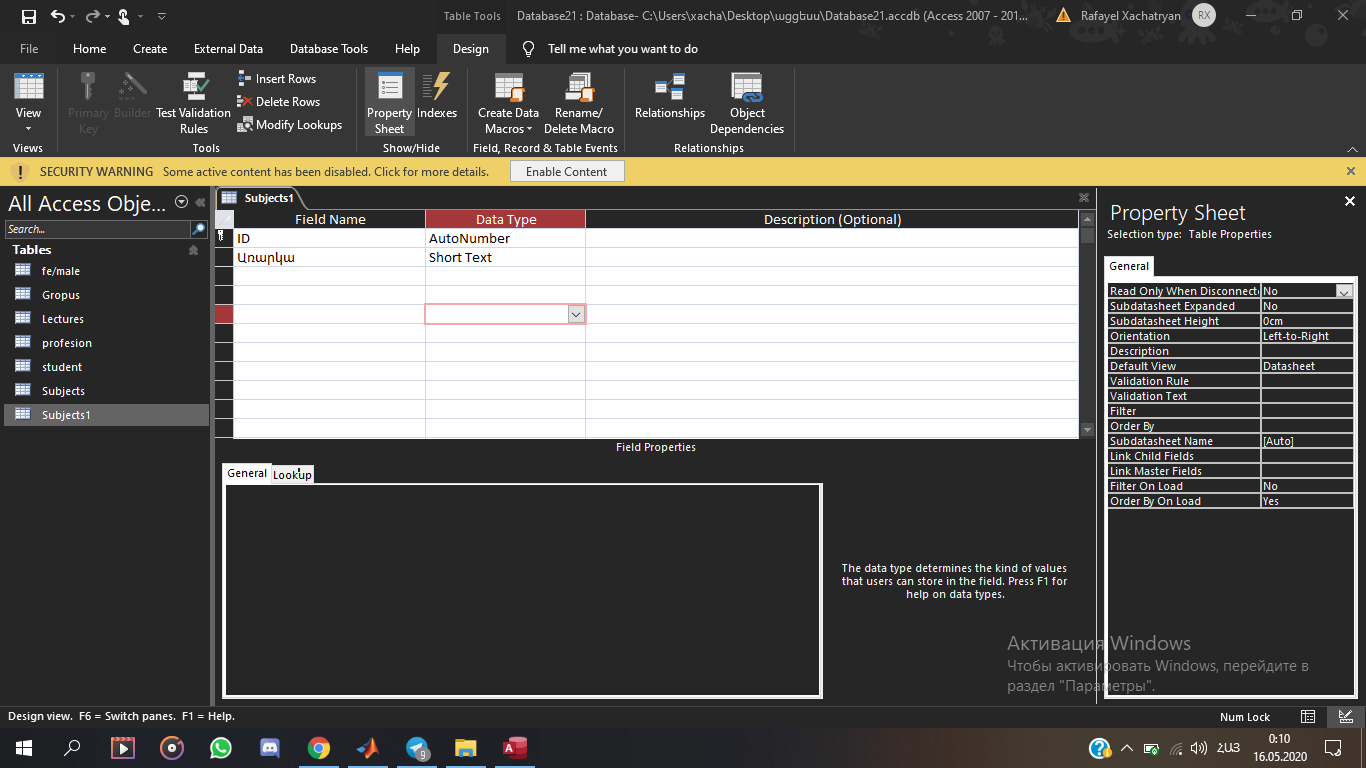 Table Tools
Database21 : Database- C:\Users\xacha\Desktop\աggևuu\Database21.accdb (Access 2007 - 201...
Rafayel Xachatryan
RX
File
Home
Create
External Data
Database Tools
Help
Design
Tell me what you want to do
View
Primary Key
Builder
Test Validation Rules
Insert Rows
Delete Rows
Modify Lookups
Property Sheet
Indexes
Create Data Macros
Rename/ Delete Macro
Relationships
Object Dependencies
Views
Tools
Show/Hide
Field, Record & Table Events
Relationships
SECURITY WARNING Some active content has been disabled. Click for more details.
Enable Content
All Access Obje...
Search...
Tables
fe/male
Gropus
Lectures
profesion
student
Subjects
Subjects1
Subjects1
Field Name Data Type Description (Optional)
ID AutoNumber
Առարկա Short Text
Field Properties
General
Lookup
The data type determines the kind of values
that users can store in the field. Press F1 for
help on data types.
Property Sheet
Selection type: Table Properties
General
Read Only When Disconnect No
Subdatasheet Expanded No
Subdatasheet Height 0cm
Orientation Left-to-Right
Description
Default View Datasheet
Validation Rule
Validation Text
Filter
Order By
Subdatasheet Name [Auto]
Link Child Fields
Link Master Fields
Filter On Load No
Order By On Load Yes
Активация Windows
Чтобы активировать Windows, перейдите в
раздел "Параметры".
Design view. F6 = Switch panes. F1 = Help.
Num Lock
9
ՀԱՅ
0:10
16.05.2020